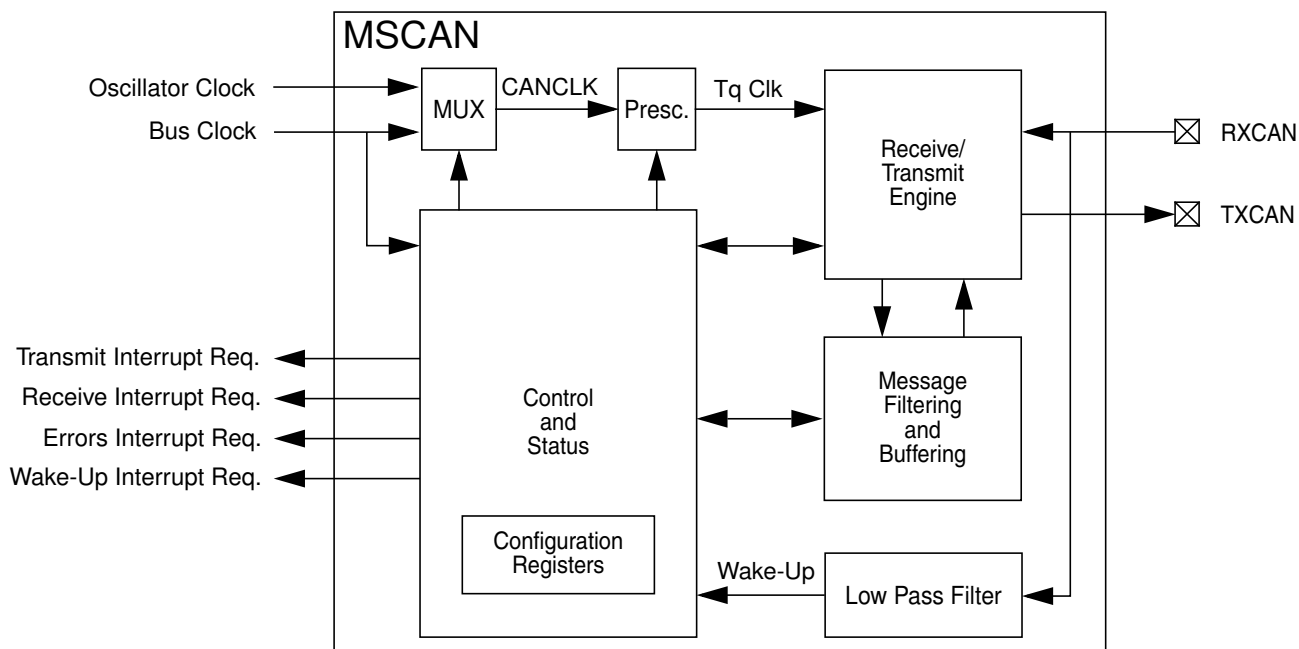 MSCAN
Oscillator Clock
Bus Clock
MUX
CANCLK
Presc.
Tq Clk
Receive/
Transmit
Engine
RXCAN
TXCAN
Transmit Interrupt Req.
Receive Interrupt Req.
Errors Interrupt Req.
Wake-Up Interrupt Req.
Control
and
Status
Message
Filtering
and
Buffering
Configuration
Registers
Wake-Up
Low Pass Filter